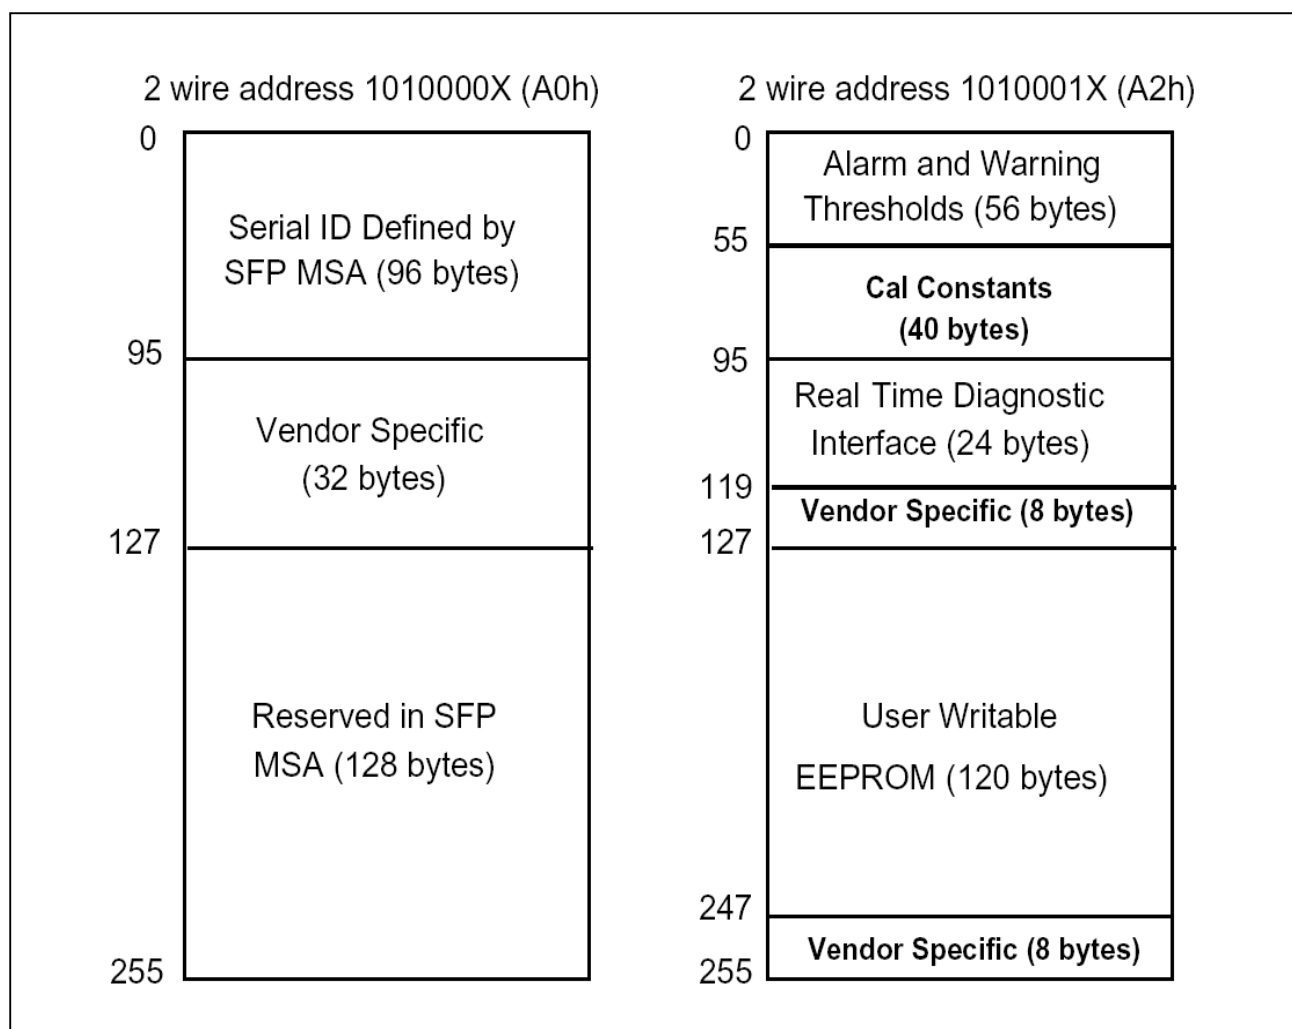 2 wire address 1010000X (A0h)
0
Serial ID Defined by
SFP MSA (96 bytes)
95
Vendor Specific
(32 bytes)
127
Reserved in SFP
MSA (128 bytes)
255
2 wire address 1010001X (A2h)
0
Alarm and Warning
Thresholds (56 bytes)
55
Cal Constants
(40 bytes)
95
Real Time Diagnostic
Interface (24 bytes)
119
Vendor Specific (8 bytes)
127
User Writable
EEPROM (120 bytes)
247
Vendor Specific (8 bytes)
255